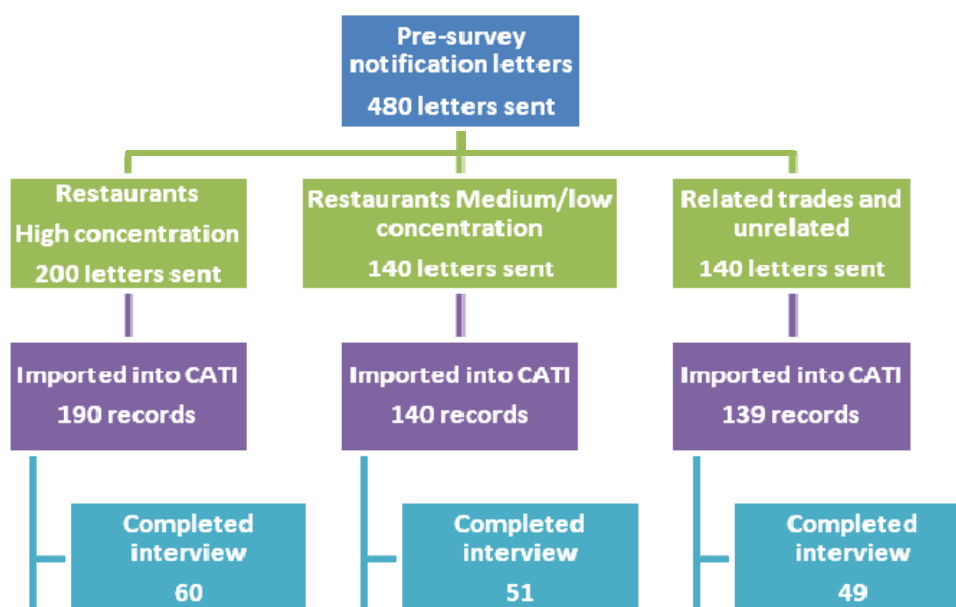 Pre-survey
notification letters
480 letters sent
Restaurants
High concentration
200 letters sent
Restaurants Medium/low
concentration
140 letters sent
Related trades and
unrelated
140 letters sent
Imported into CATI
190 records
Imported into CATI
140 records
Imported into CATI
139 records
Completed
interview
60
Completed
interview
51
Completed
interview
49